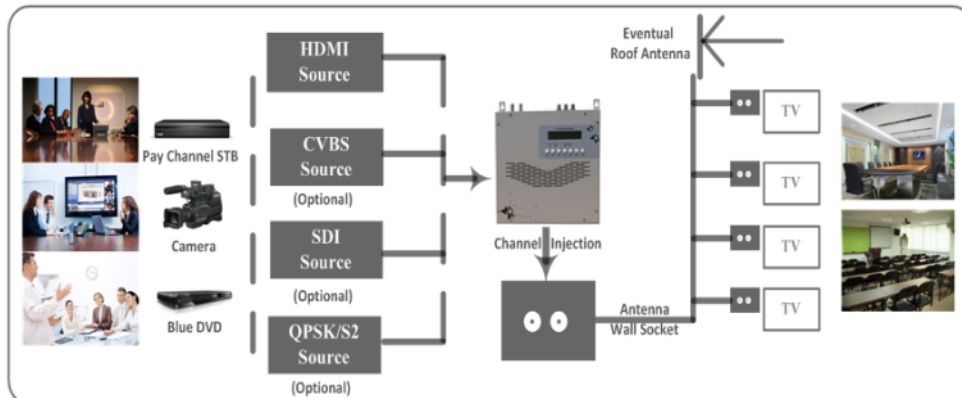 HDMI
Source
Pay Channel STB
CVBS
Source
(Optional)
Camera
SDI
Source
(Optional)
Blue DVD
QPSK/S2
Source
(Optional)
Channel Injection
Antenna
Wall Socket
Eventual
Roof Antenna
TV
TV
TV
TV